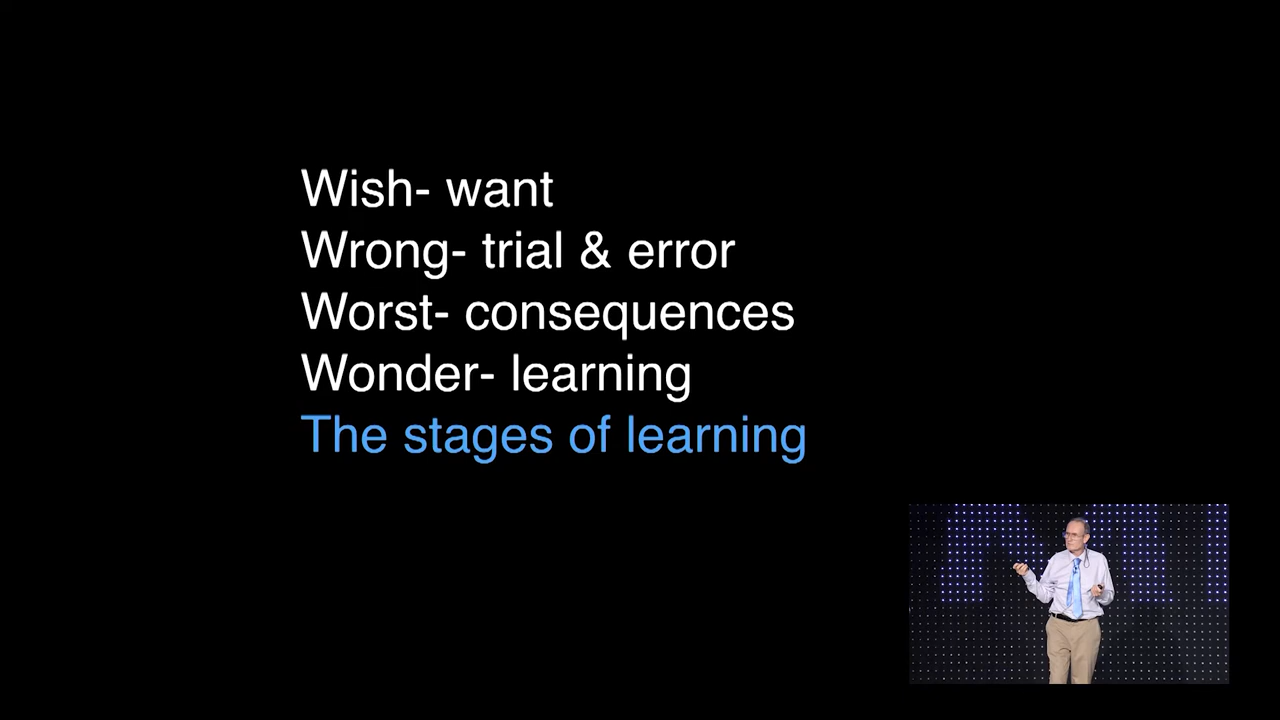 Wish- want
Wrong- trial & error
Worst- consequences
Wonder- learning
The stages of learning